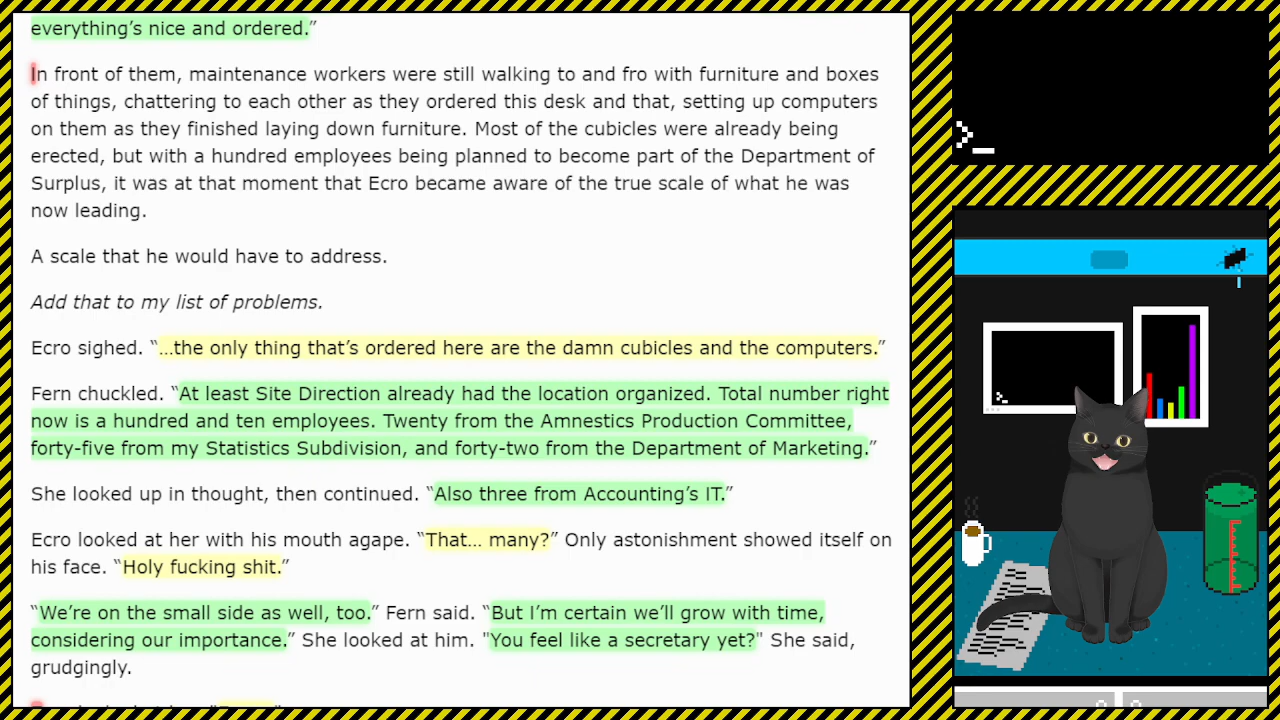 everything’s nice and ordered.”
In front of them, maintenance workers were still walking to and fro with furniture and boxes
of things, chattering to each other as they ordered this desk and that, setting up computers
on them as they finished laying down furniture. Most of the cubicles were already being
erected, but with a hundred employees being planned to become part of the Department of
Surplus, it was at that moment that Ecro became aware of the true scale of what he was
now leading.
A scale that he would have to address.
Add that to my list of problems.
Ecro sighed. “…the only thing that’s ordered here are the damn cubicles and the computers.”
Fern chuckled. “At least Site Direction already had the location organized. Total number right
now is a hundred and ten employees. Twenty from the Amnestics Production Committee,
forty-five from my Statistics Subdivision, and forty-two from the Department of Marketing.”
She looked up in thought, then continued. “Also three from Accounting’s IT.”
Ecro looked at her with his mouth agape. “That… many?” Only astonishment showed itself on
his face. “Holy fucking shit.”
“We’re on the small side as well, too.” Fern said. “But I’m certain we’ll grow with time,
considering our importance.” She looked at him. "You feel like a secretary yet?" She said,
grudgingly.
>_
>_